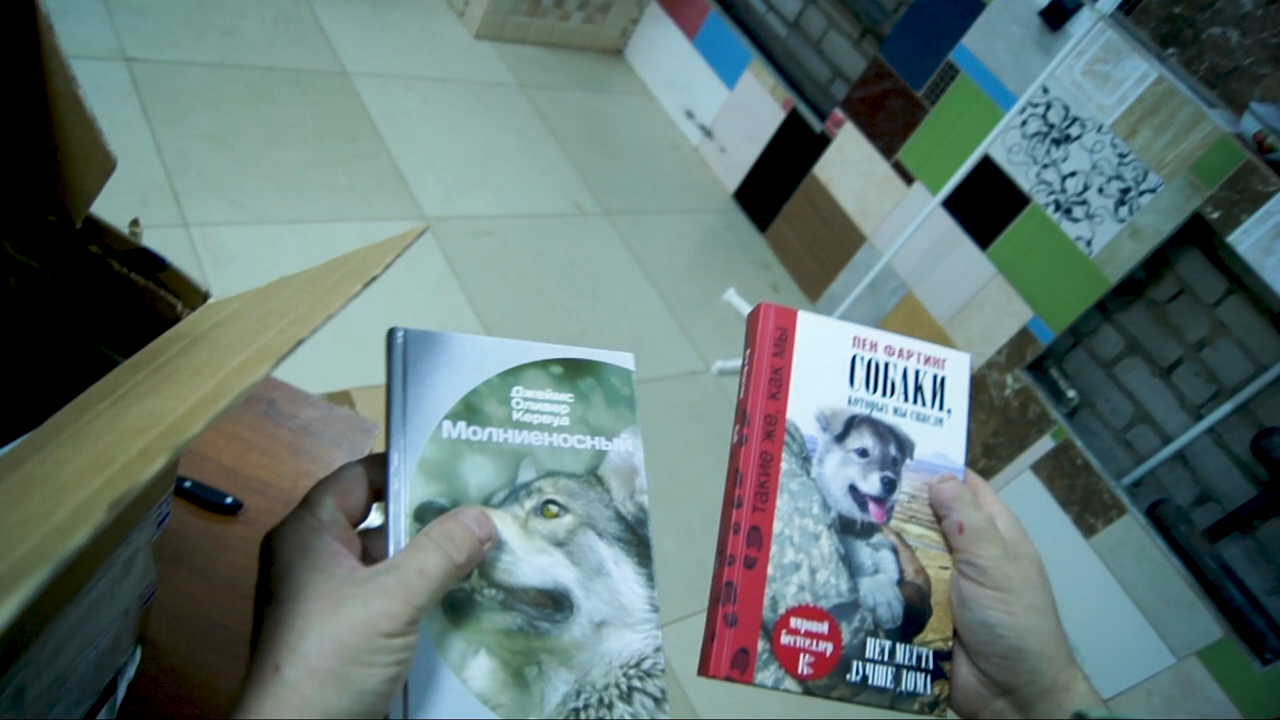 Джеймс
Оливер
Кервуд
Молниеносный
такие же, как мы
ПЕН ФАРТИНГ
СОБАКИ,
которых мы спасли
мировой
бестселлер
НЕТ МЕСТА
ЛУЧШЕ ДОМА